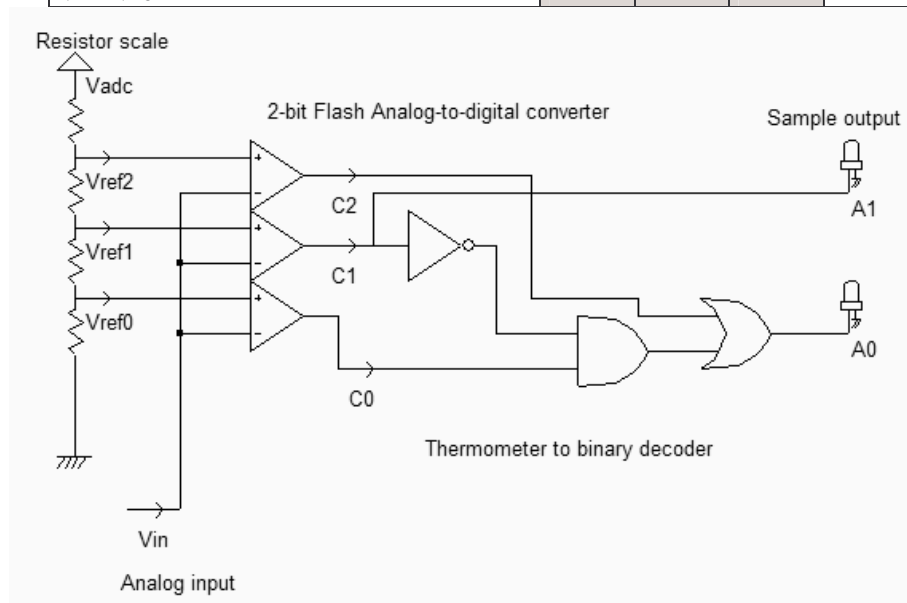 Resistor scale
Vadc
2-bit Flash Analog-to-digital converter
Sample output
Vref2
C2
A1
Vref1
C1
Vref0
A0
C0
Thermometer to binary decoder
Vin
Analog input